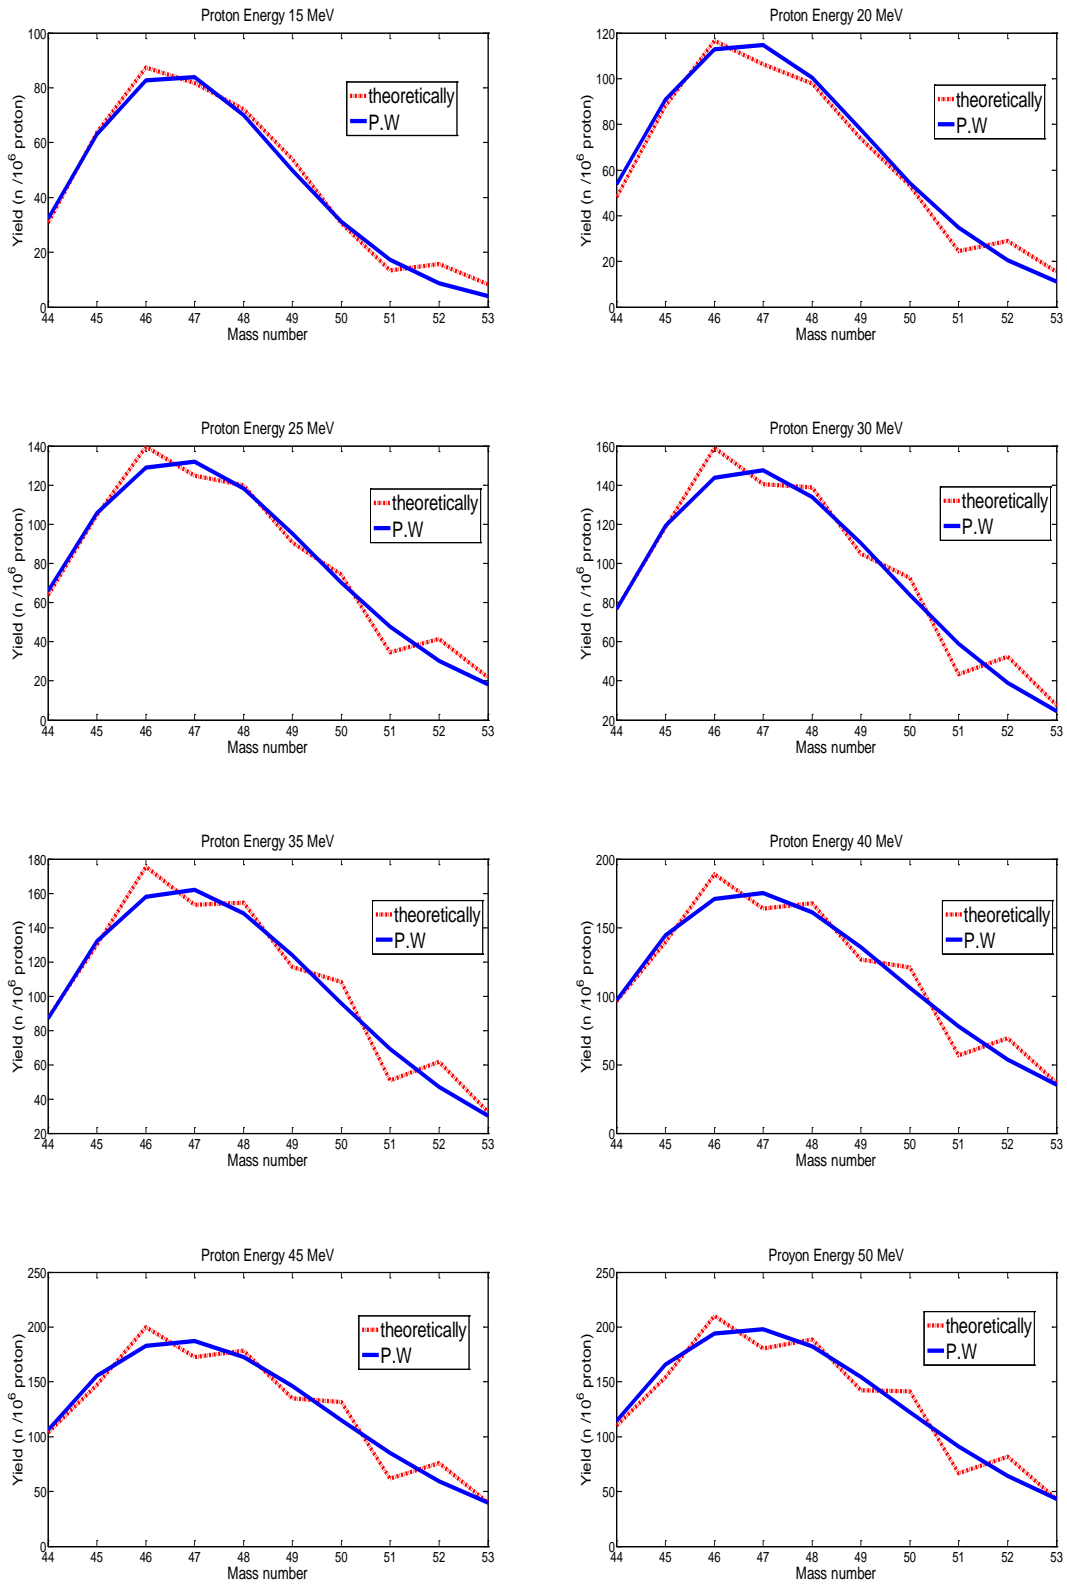 Proton Energy 15 MeV
100
80
60
40
20
0
Yield (n /10^6 proton)
theoretically
P.W
44 45 46 47 48 49 50 51 52 53
Mass number
Proton Energy 20 MeV
120
100
80
60
40
20
0
Yield (n /10^6 proton)
theoretically
P.W
44 45 46 47 48 49 50 51 52 53
Mass number
Proton Energy 25 MeV
140
120
100
80
60
40
20
0
Yield (n /10^6 proton)
theoretically
P.W
44 45 46 47 48 49 50 51 52 53
Mass number
Proton Energy 30 MeV
160
140
120
100
80
60
40
20
Yield (n /10^6 proton)
theoretically
P.W
44 45 46 47 48 49 50 51 52 53
Mass number
Proton Energy 35 MeV
180
160
140
120
100
80
60
40
20
Yield (n /10^6 proton)
theoretically
P.W
44 45 46 47 48 49 50 51 52 53
Mass number
Proton Energy 40 MeV
200
150
100
50
0
Yield (n /10^6 proton)
theoretically
P.W
44 45 46 47 48 49 50 51 52 53
Mass number
Proton Energy 45 MeV
250
200
150
100
50
0
Yield (n /10^6 proton)
theoretically
P.W
44 45 46 47 48 49 50 51 52 53
Mass number
Proyon Energy 50 MeV
250
200
150
100
50
0
Yield (n /10^6 proton)
theoretically
P.W
44 45 46 47 48 49 50 51 52 53
Mass number